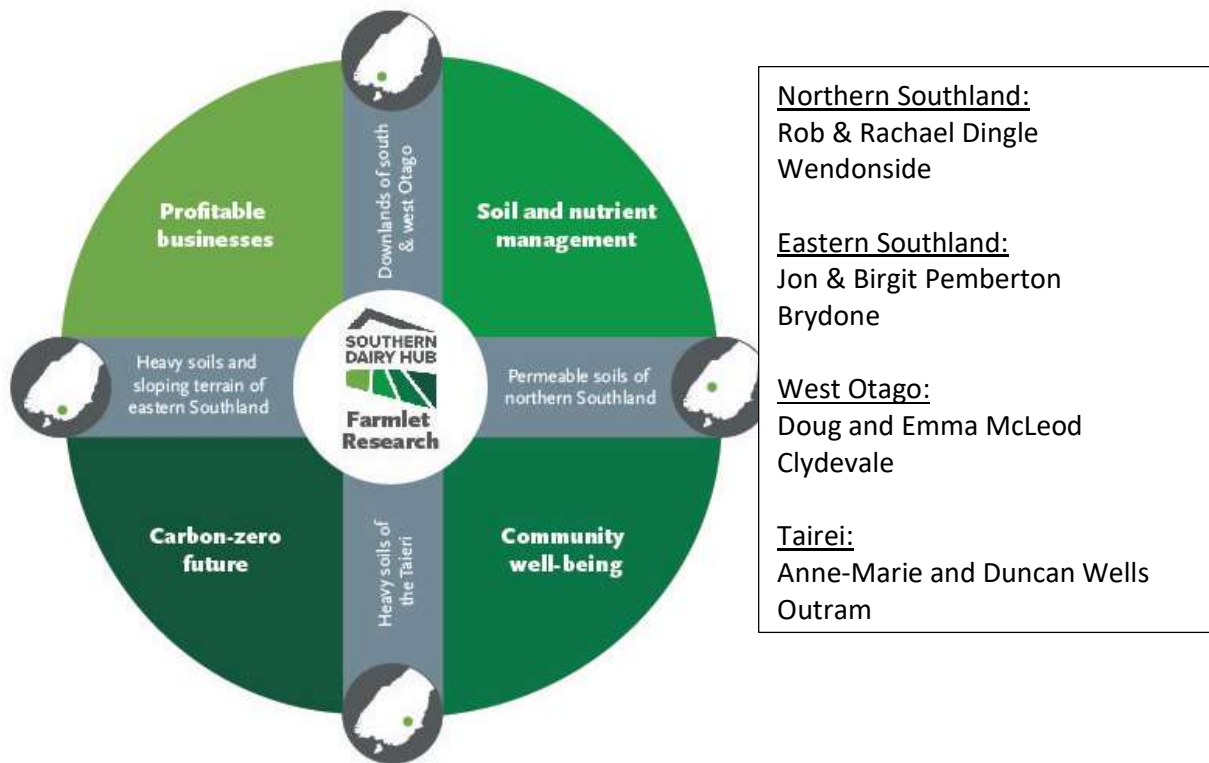 Downlands of south
& west Otago
Profitable
businesses
Soil and nutrient
management
Heavy soils and
sloping terrain of
eastern Southland
SOUTHERN
DAIRY HUB
Farmlet
Research
Permeable soils of
northern Southland
Carbon-zero
future
Heavy soils of
the Taieri
Community
well-being
Northern Southland:
Rob & Rachael Dingle
Wendonside
Eastern Southland:
Jon & Birgit Pemberton
Brydone
West Otago:
Doug and Emma McLeod
Clydevale
Tairei:
Anne-Marie and Duncan Wells
Outram